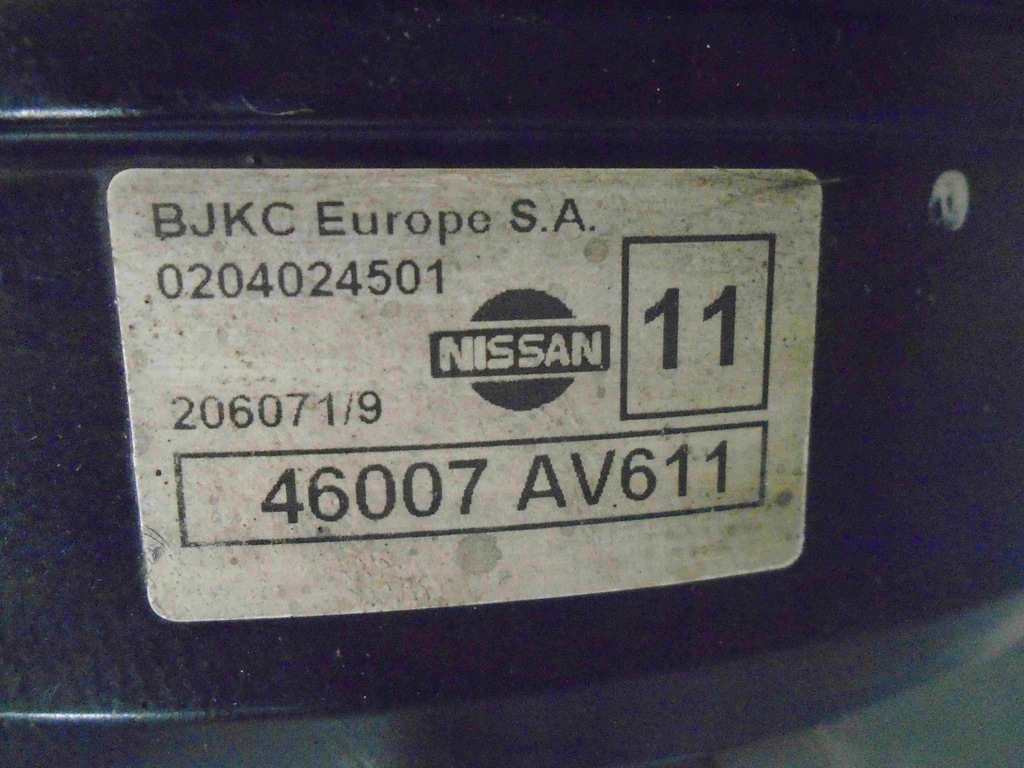 BJKC Europe S.A.
0204024501
NISSAN
11
206071/9
46007 AV611